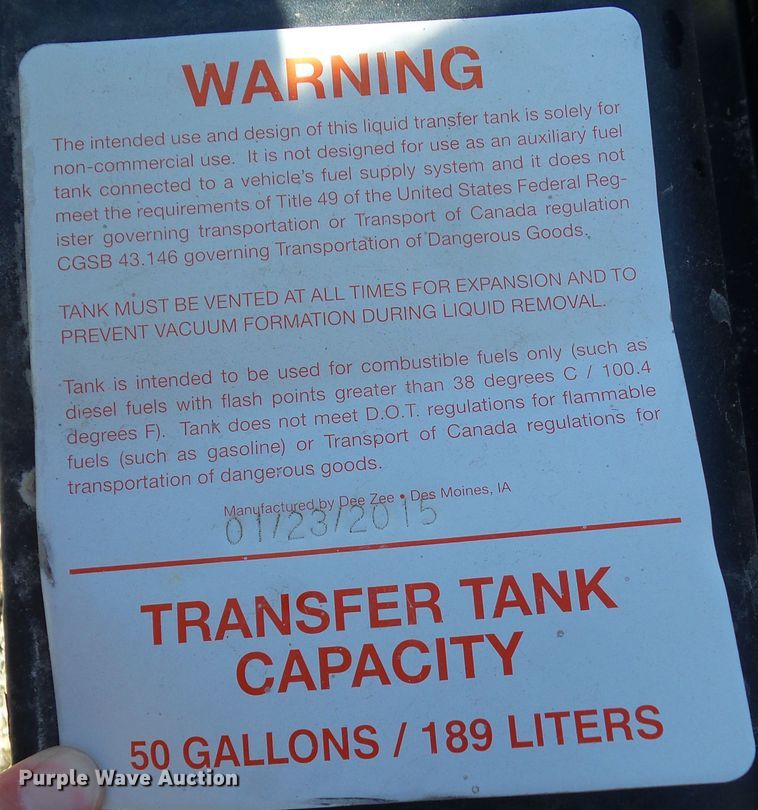 WARNING
The intended use and design of this liquid transfer tank is solely for
non-commercial use. It is not designed for use as an auxiliary fuel
tank connected to a vehicle's fuel supply system and it does not
meet the requirements of Title 49 of the United States Federal Reg-
ister governing transportation or Transport of Canada regulation
CGSB 43.146 governing Transportation of Dangerous Goods.
TANK MUST BE VENTED AT ALL TIMES FOR EXPANSION AND TO
PREVENT VACUUM FORMATION DURING LIQUID REMOVAL.
Tank is intended to be used for combustible fuels only (such as
diesel fuels with flash points greater than 38 degrees C / 100.4
degrees F). Tank does not meet D.O.T. regulations for flammable
fuels (such as gasoline) or Transport of Canada regulations for
transportation of dangerous goods.
Manufactured by Dee Zee • Des Moines, IA
01/23/2015
TRANSFER TANK
CAPACITY
50 GALLONS / 189 LITERS
Purple Wave Auction